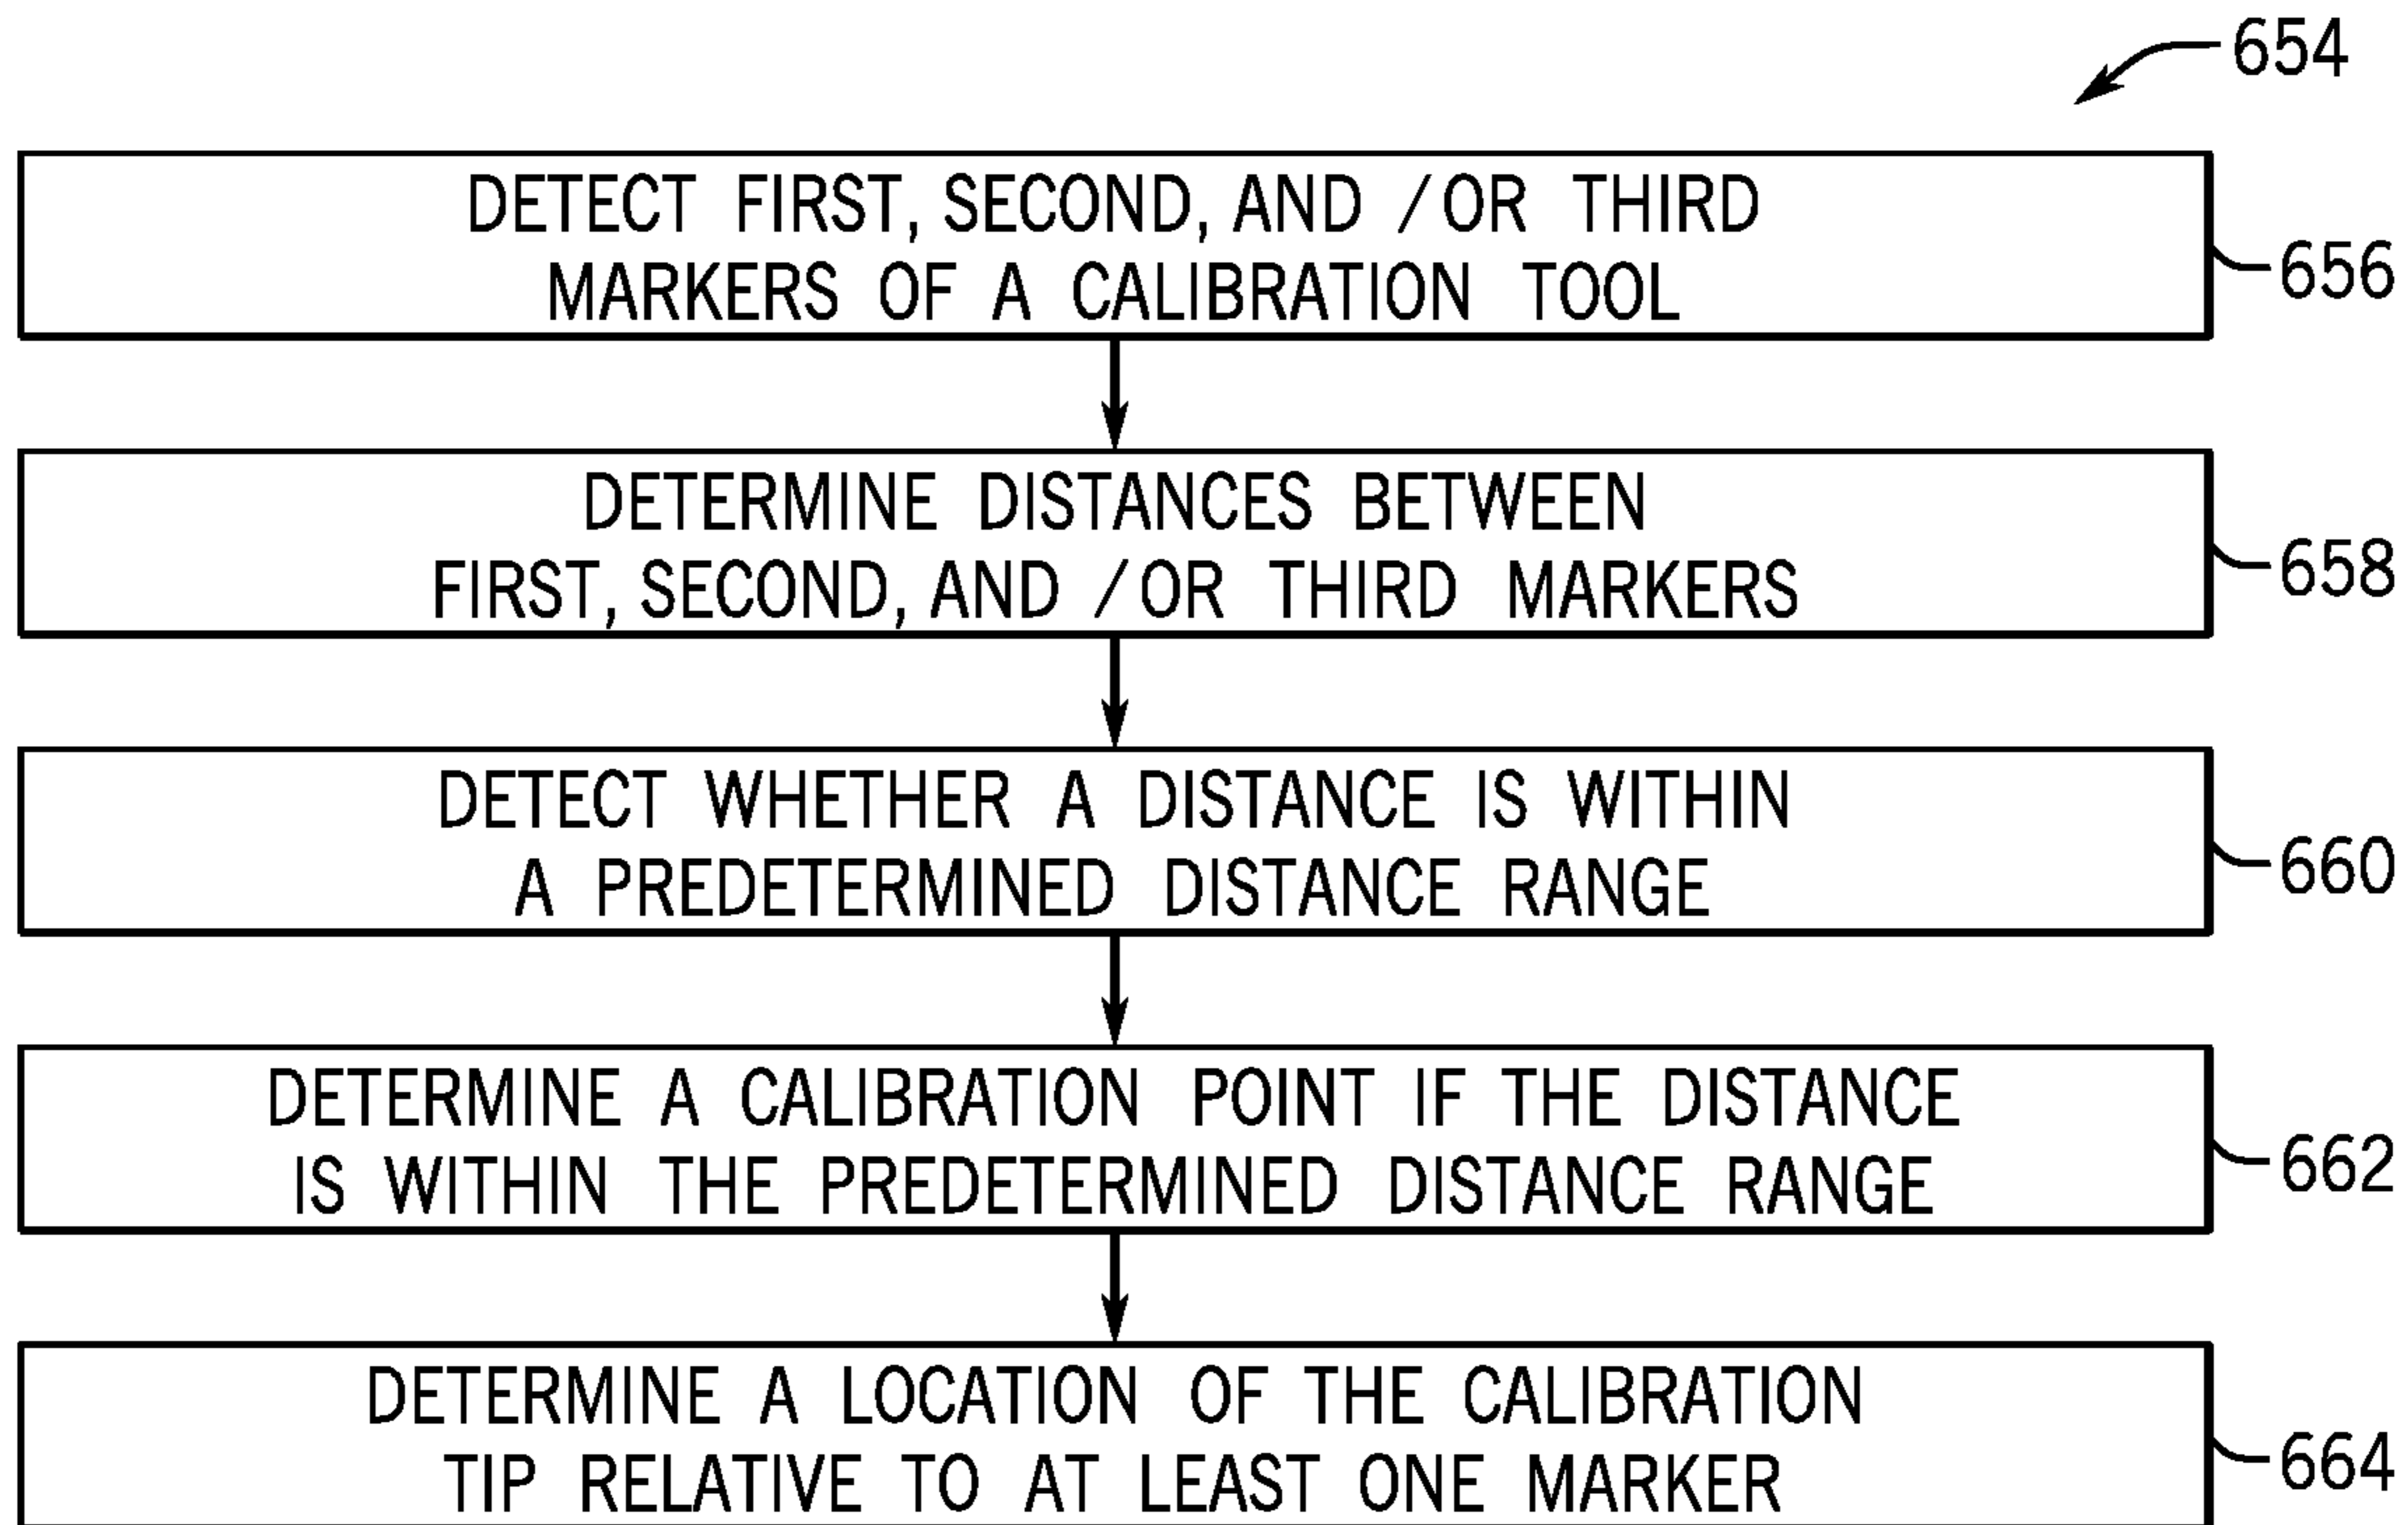 654
DETECT FIRST, SECOND, AND /OR THIRD
MARKERS OF A CALIBRATION TOOL
656
DETERMINE DISTANCES BETWEEN
FIRST, SECOND, AND /OR THIRD MARKERS
658
DETECT WHETHER A DISTANCE IS WITHIN
A PREDETERMINED DISTANCE RANGE
660
DETERMINE A CALIBRATION POINT IF THE DISTANCE
IS WITHIN THE PREDETERMINED DISTANCE RANGE
662
DETERMINE A LOCATION OF THE CALIBRATION
TIP RELATIVE TO AT LEAST ONE MARKER
664